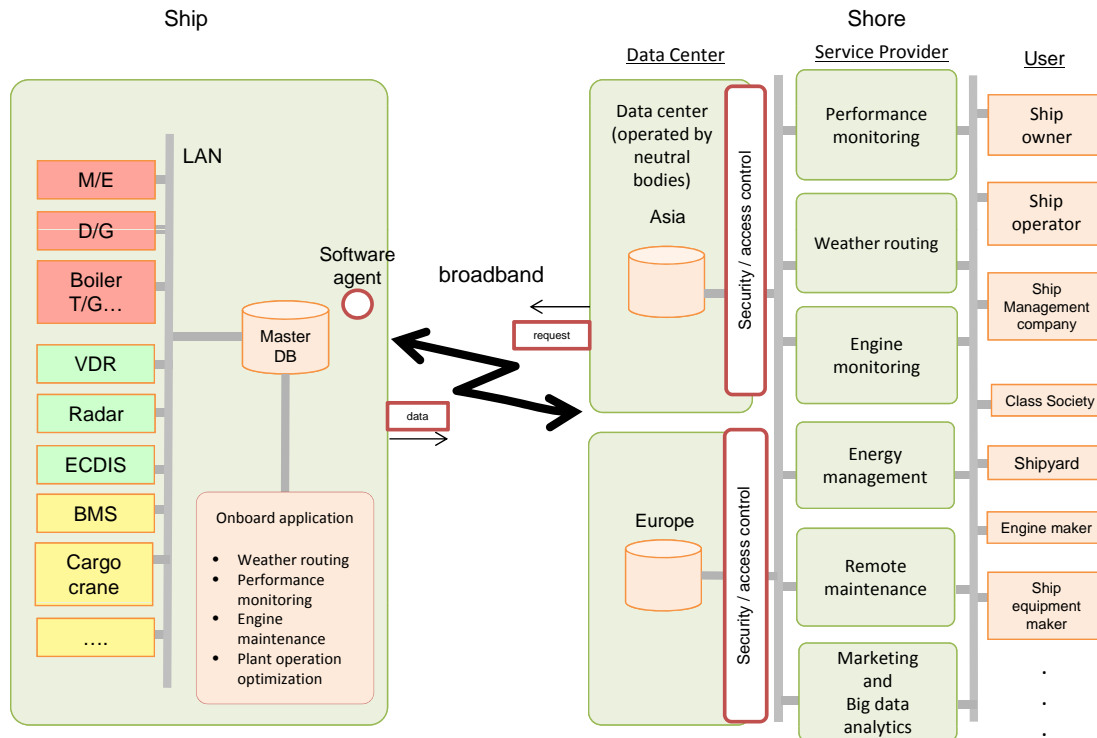 Ship
Shore
Data Center
Service Provider
User
LAN
M/E
D/G
Boiler
T/G…
VDR
Radar
ECDIS
BMS
Cargo
crane
….
Software
agent
Master
DB
Onboard application
• Weather routing
• Performance
monitoring
• Engine
maintenance
• Plant operation
optimization
broadband
request
data
Data center
(operated by
neutral
bodies)
Asia
Security / access control
Europe
Security / access control
Performance
monitoring
Weather routing
Engine
monitoring
Energy
management
Remote
maintenance
Marketing
and
Big data
analytics
Ship
owner
Ship
operator
Ship
Management
company
Class Society
Shipyard
Engine maker
Ship
equipment
maker
.
.
.